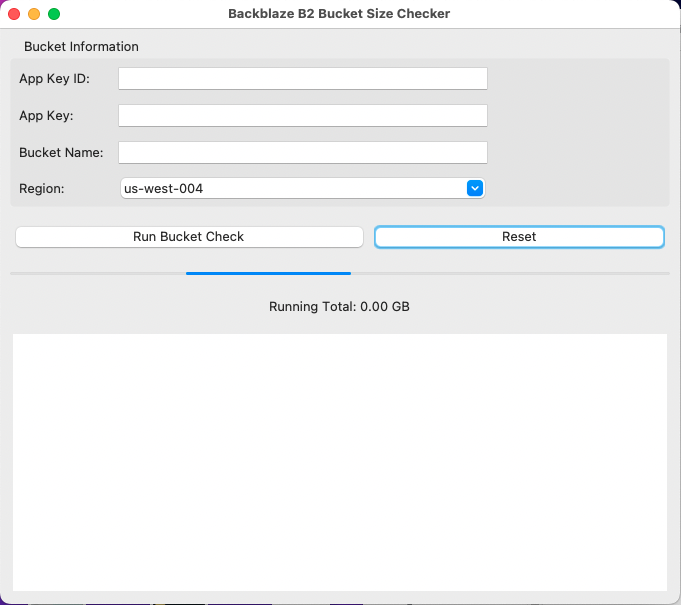 Backblaze B2 Bucket Size Checker
Bucket Information
App Key ID:
App Key:
Bucket Name:
Region: us-west-004
Run Bucket Check Reset
Running Total: 0.00 GB